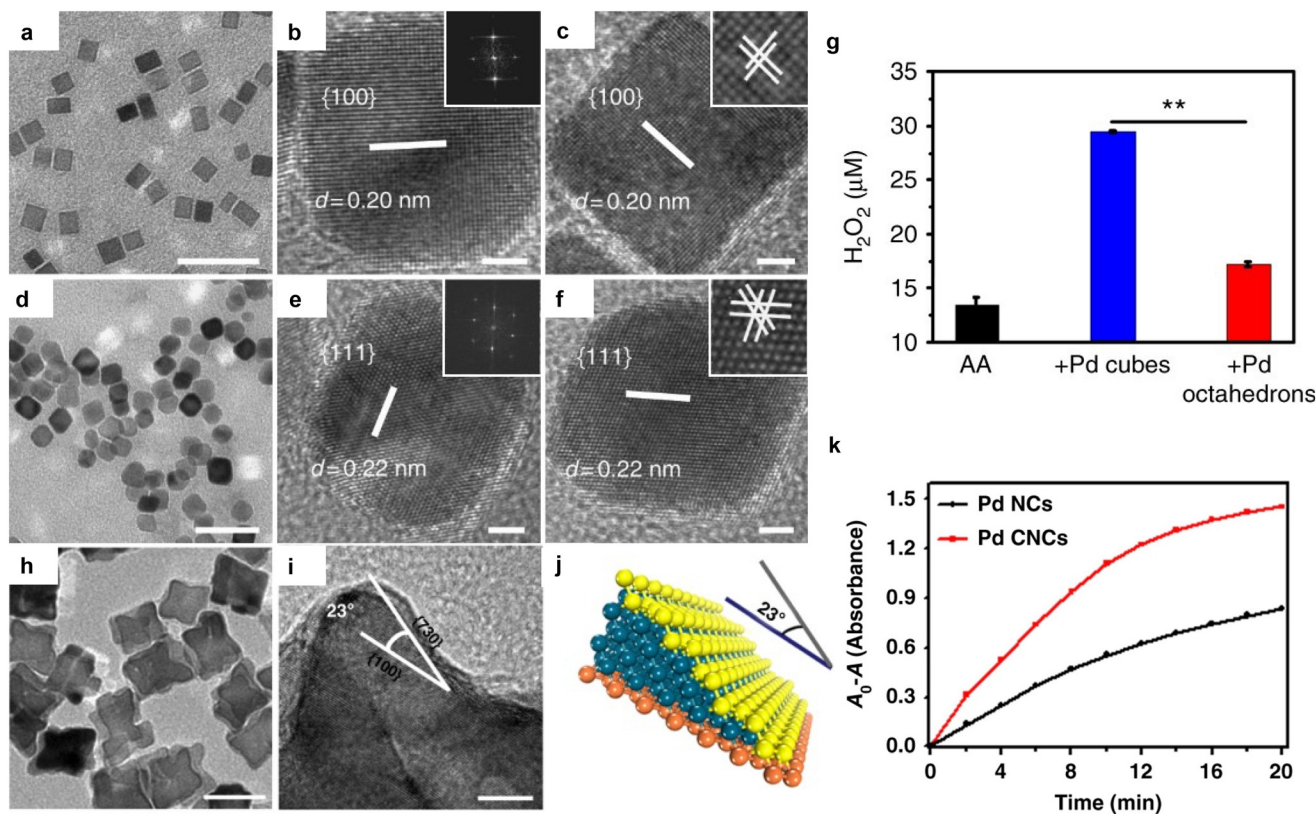 a
b
{100}
d=0.20 nm
c
{100}
d=0.20 nm
d
e
{111}
d=0.22 nm
f
{111}
d=0.22 nm
g
H₂O₂ (μM)
35
30
25
20
15
10
**
AA
+Pd cubes
+Pd
octahedrons
h
i
23°
{730}
{100}
j
23°
k
A₀-A (Absorbance)
1.5
1.2
0.9
0.6
0.3
0.0
Pd NCs
Pd CNCs
0 4 8 12 16 20
Time (min)